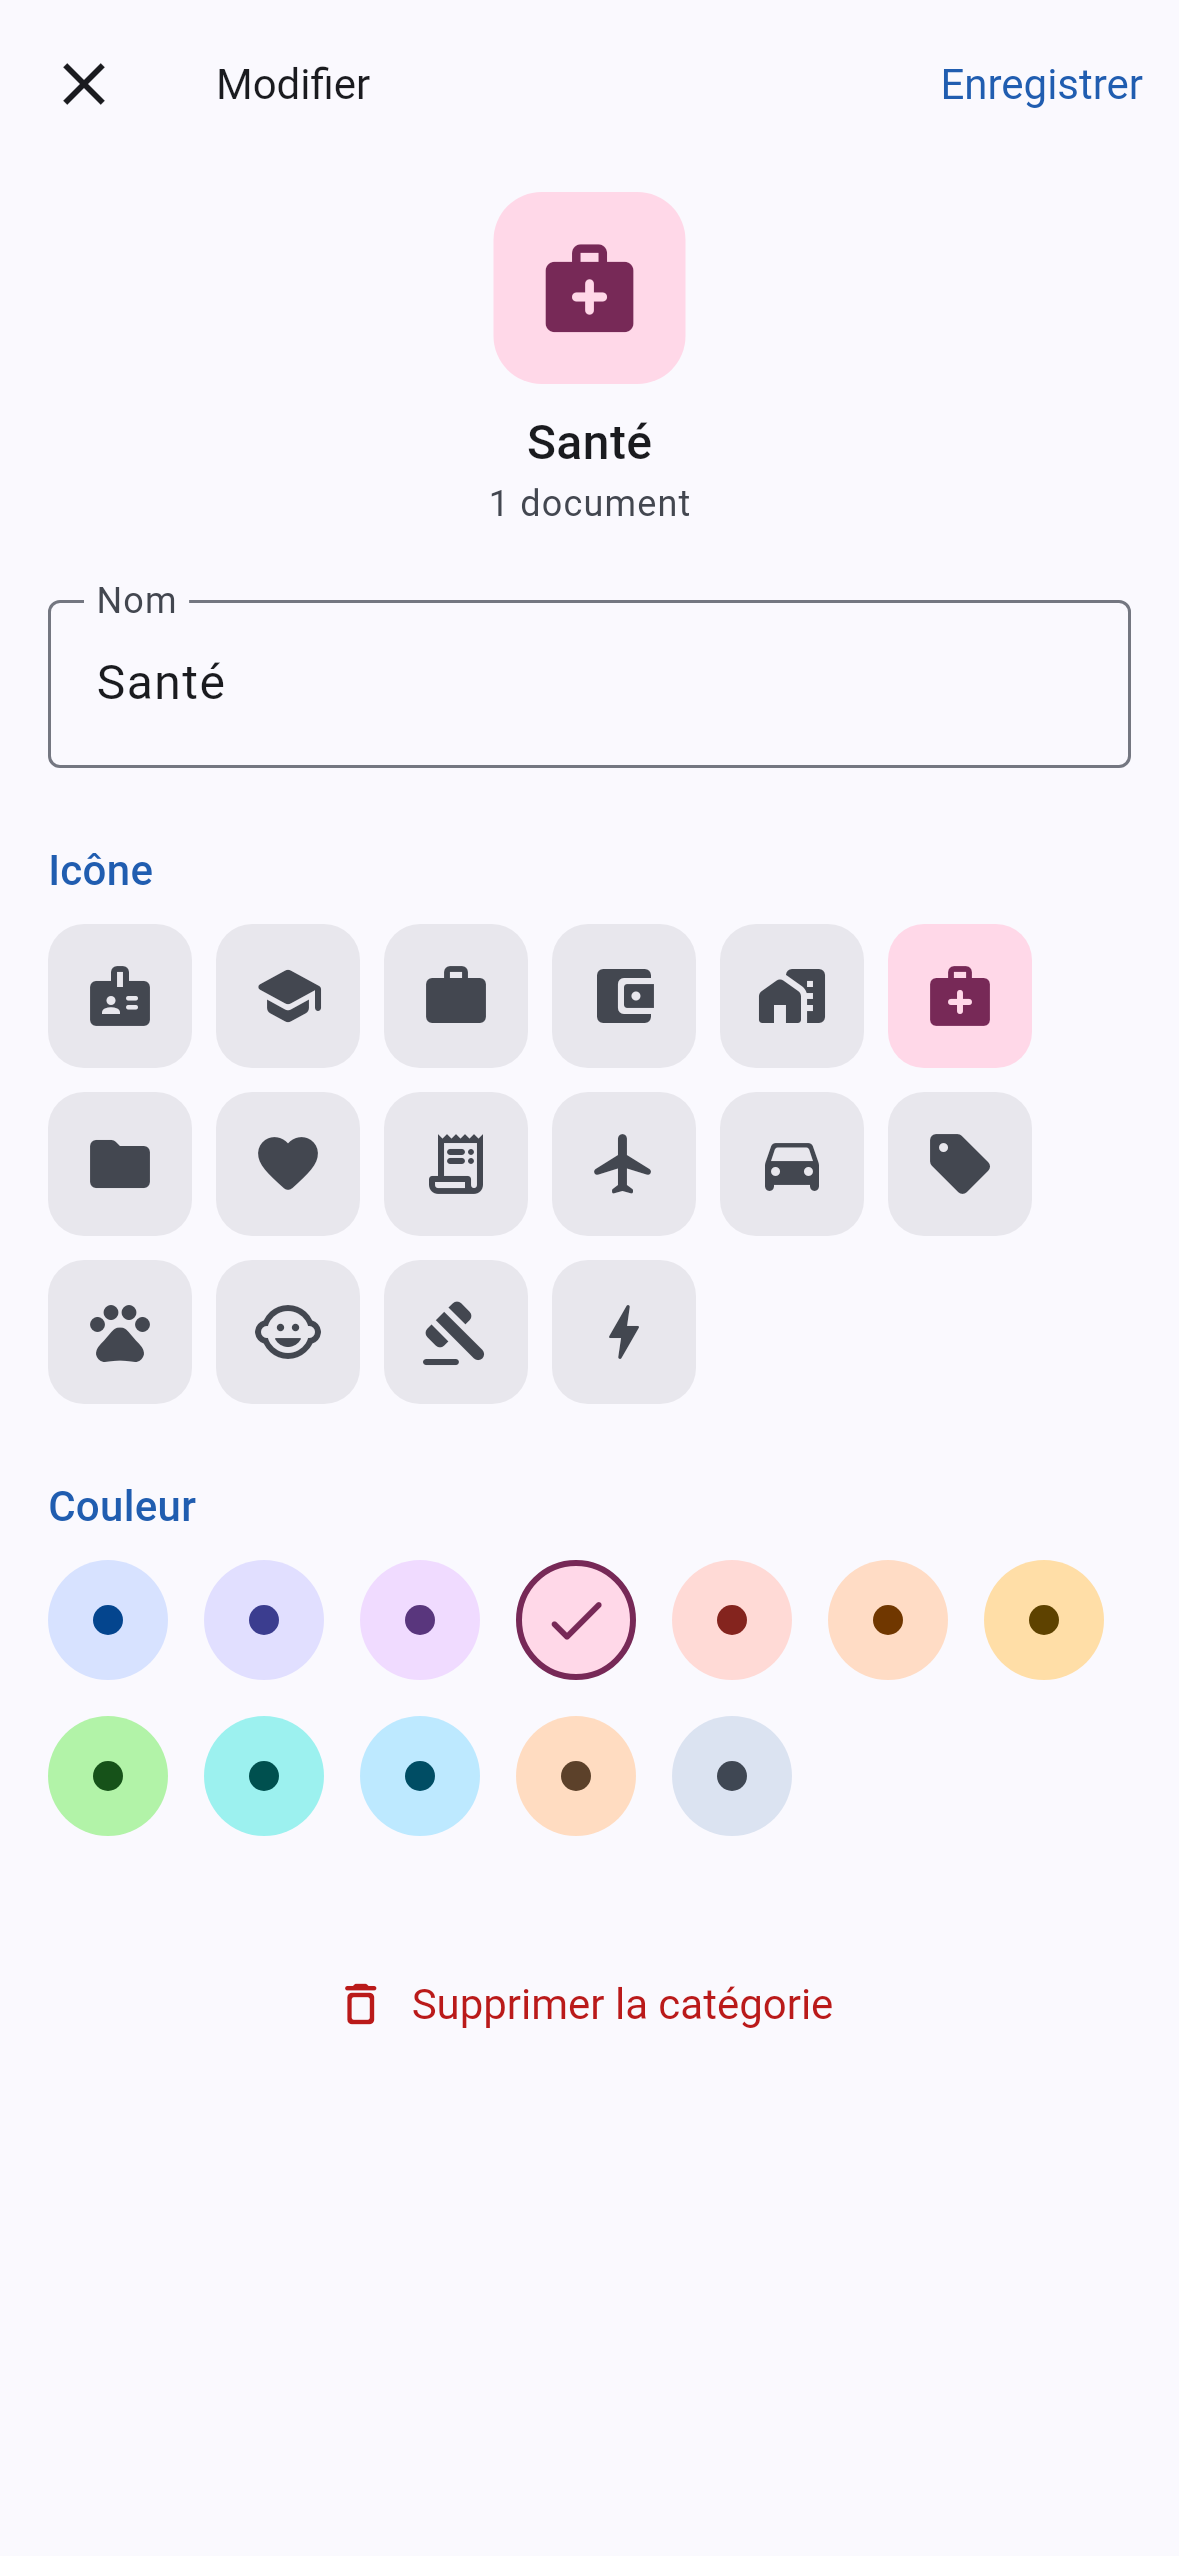 Modifier
Enregistrer
Santé
1 document
Nom
Santé
Icône
Couleur
Supprimer la catégorie